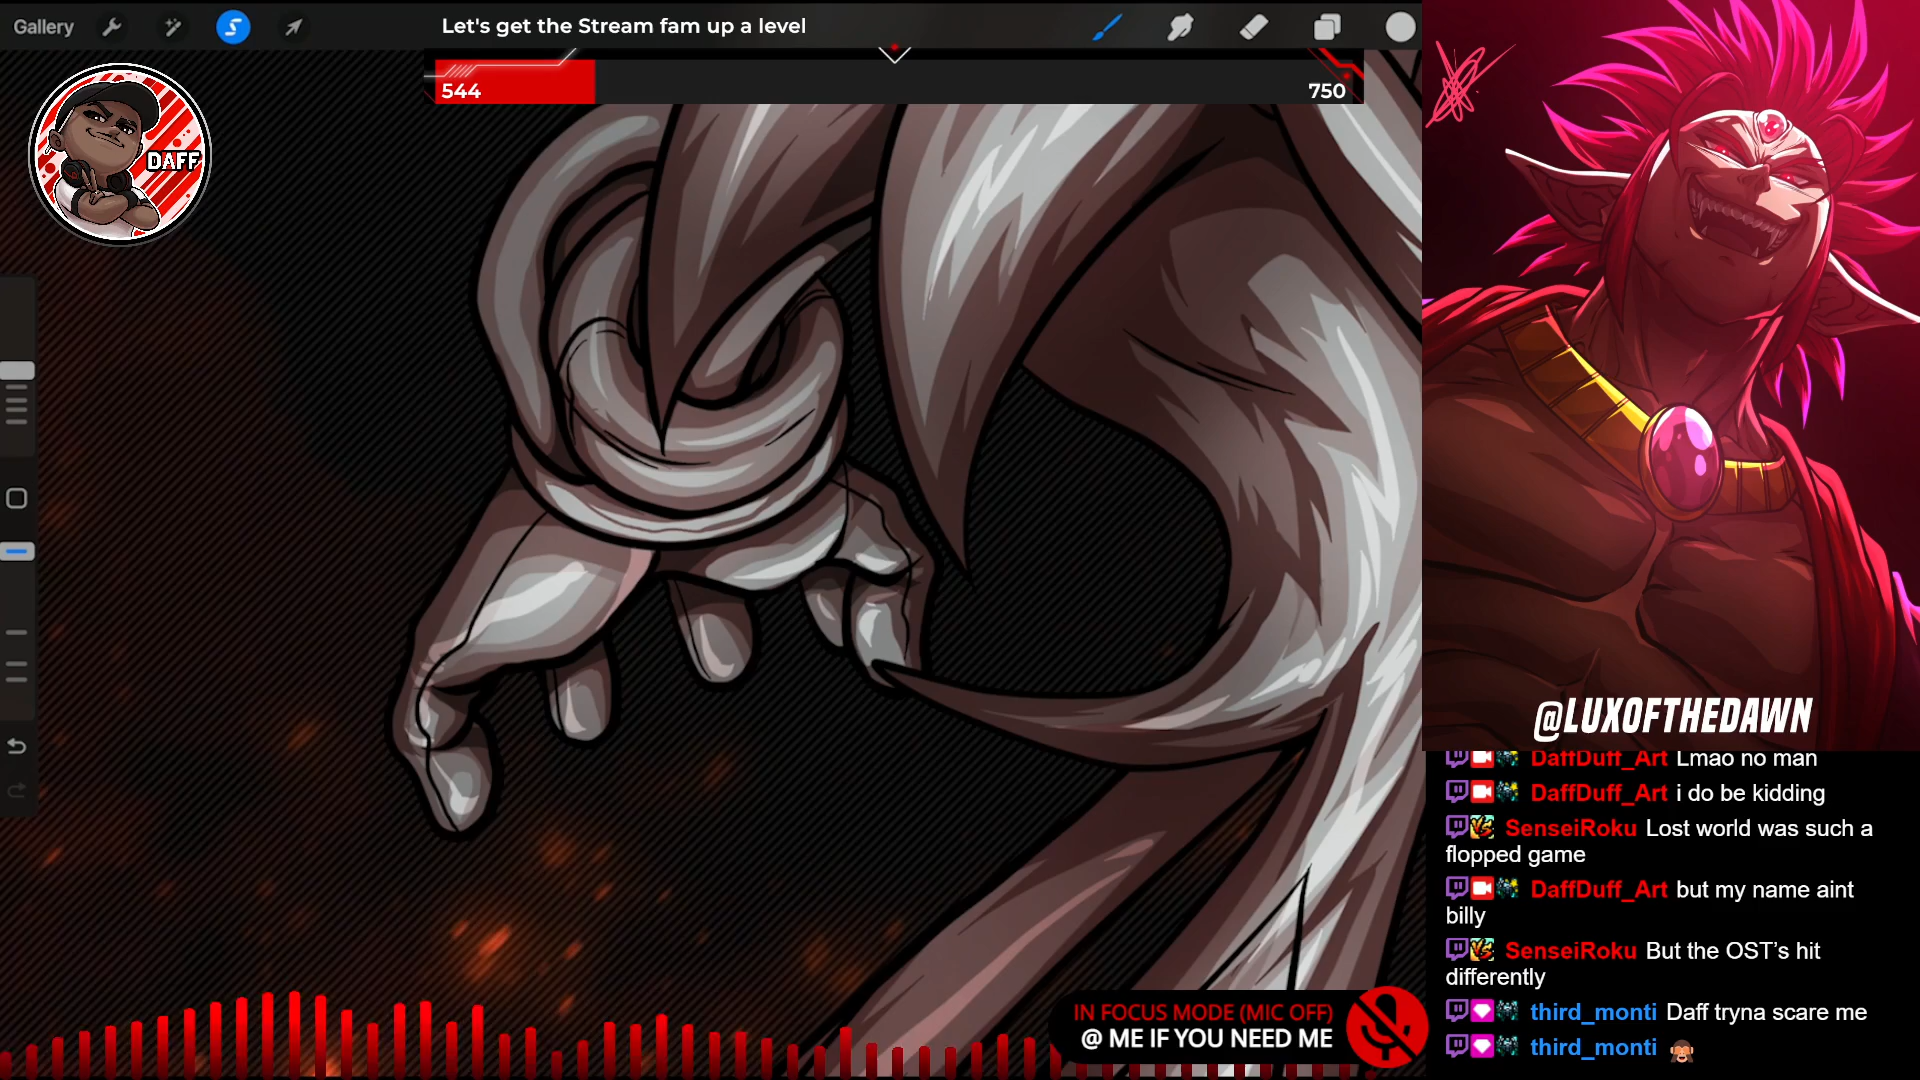 Gallery
Let's get the Stream fam up a level
544
750
DAFF
@LUXOFTHEDAWN
DaffDuff_Art Lmao no man
DaffDuff_Art i do be kidding
SenseiRoku Lost world was such a
flopped game
DaffDuff_Art but my name aint
billy
SenseiRoku But the OST’s hit
differently
third_monti Daff tryna scare me
third_monti 🙈
IN FOCUS MODE (MIC OFF)
@ ME IF YOU NEED ME